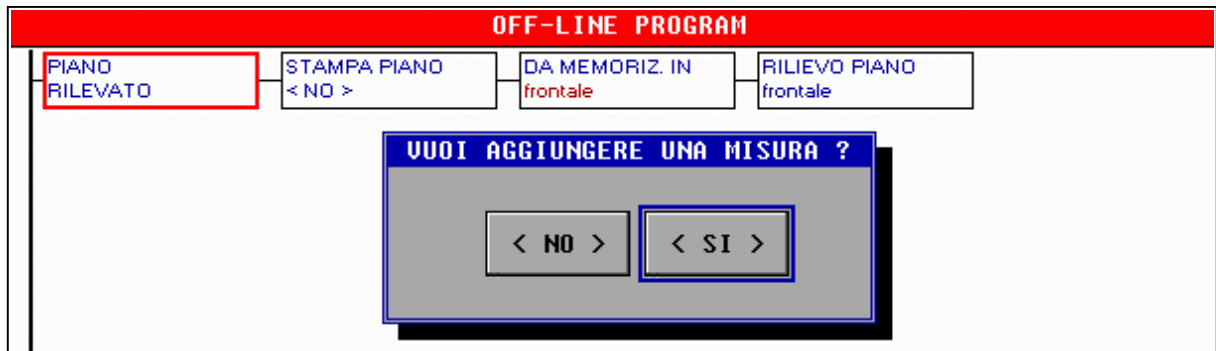 OFF-LINE PROGRAM
PIANO
RILEVATO
STAMPA PIANO
< NO >
DA MEMORIZ. IN
frontale
RILIEVO PIANO
frontale
VUOI AGGIUNGERE UNA MISURA ?
< NO > < SI >